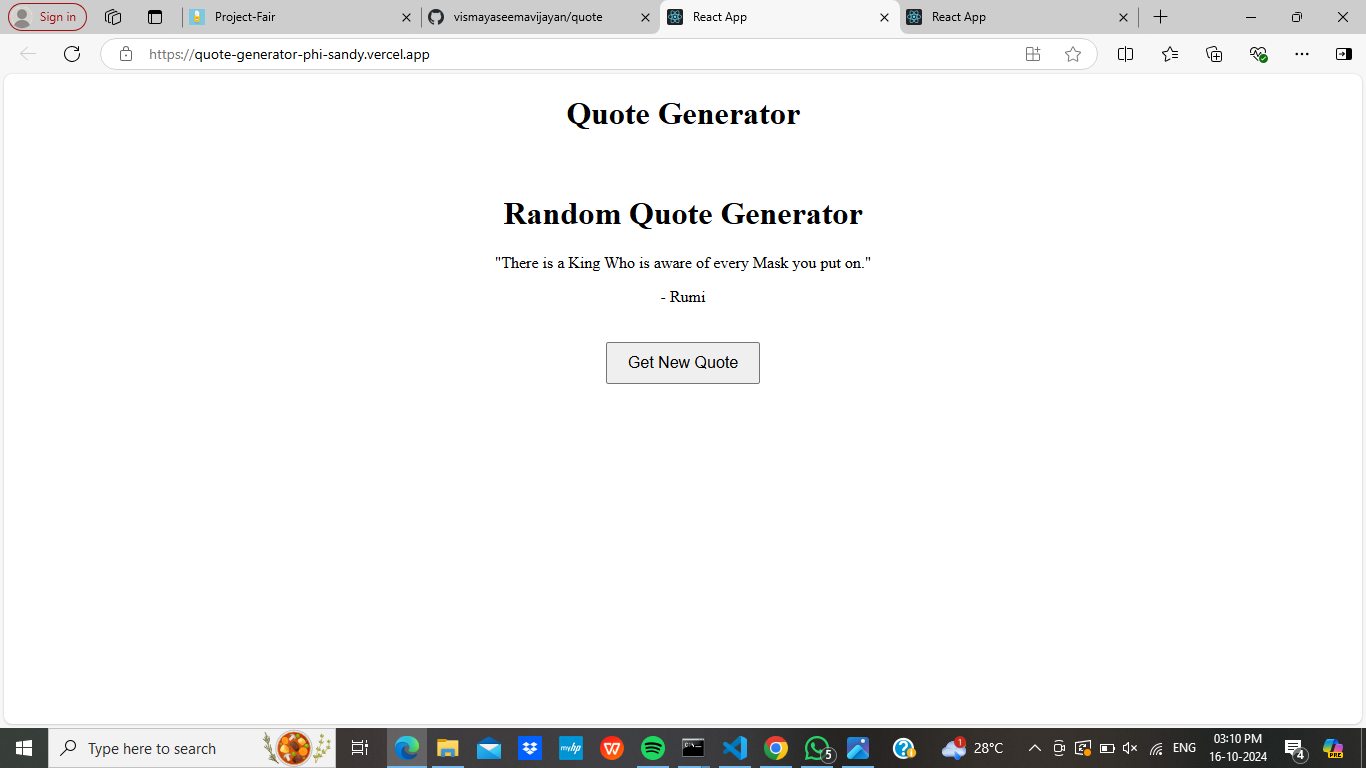 Sign in
Project-Fair
vismayaseemavijayan/quote
React App
React App
https://quote-generator-phi-sandy.vercel.app
Quote Generator
Random Quote Generator
"There is a King Who is aware of every Mask you put on."
- Rumi
Get New Quote
Type here to search
myhp
W
C:\
5
?
1
28°C
ENG
03:10 PM
16-10-2024
4
PRE